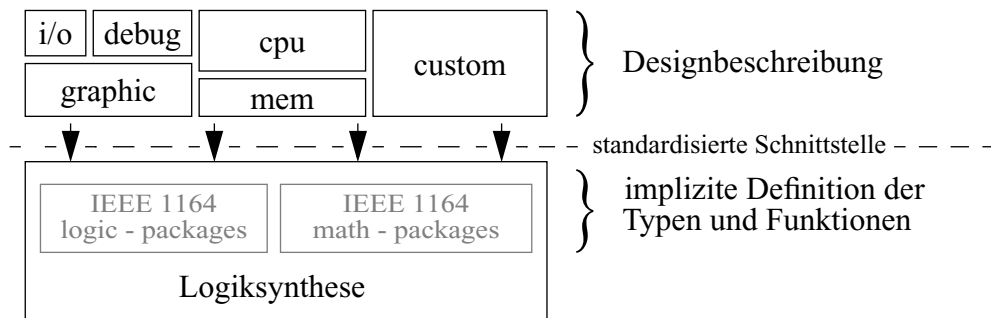 i/o
debug
cpu
custom
graphic
mem
Designbeschreibung
standardisierte Schnittstelle
IEEE 1164
logic - packages
IEEE 1164
math - packages
implizite Definition der
Typen und Funktionen
Logiksynthese